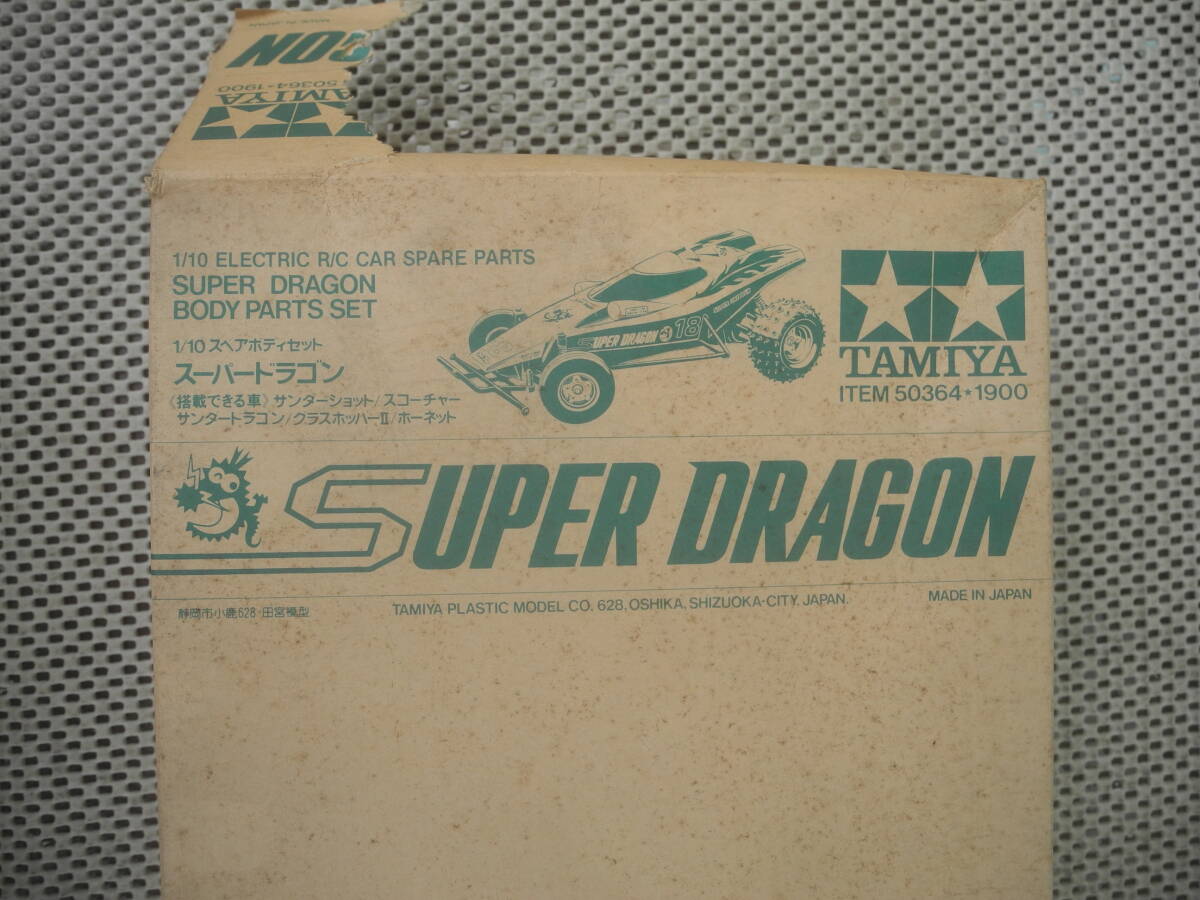 MADE IN JAPAN
GON
50364★1900
TAMIYA
1/10 ELECTRIC R/C CAR SPARE PARTS
SUPER DRAGON
BODY PARTS SET
1/10 スペアボディセット
スーパードラゴン
《搭載できる車》サンダーショット/スコーチャー
サンダードラゴン/グラスホッパーII/ホーネット
SUPER DRAGON 18
TAMIYA
ITEM 50364★1900
SUPER DRAGON
静岡市小鹿628 田宮模型
TAMIYA PLASTIC MODEL CO. 628, OSHIKA, SHIZUOKA-CITY, JAPAN.
MADE IN JAPAN